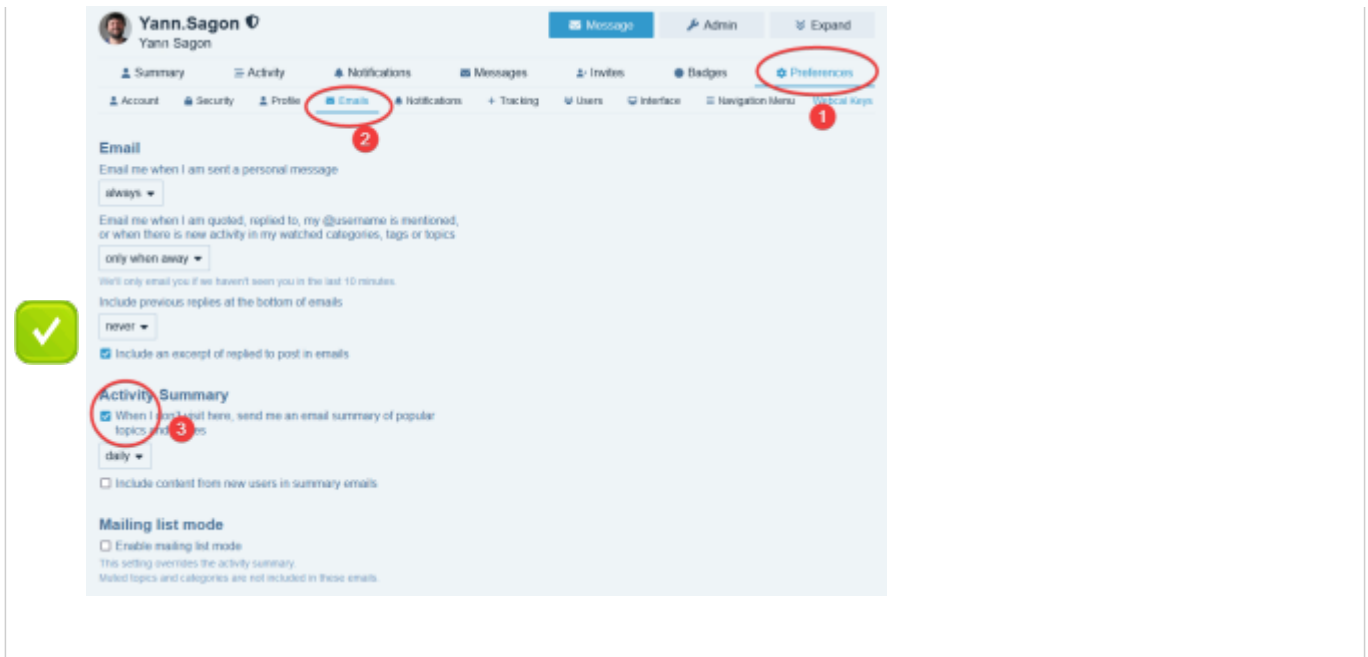 Yann.Sagon
Yann Sagon
Message Admin Expand
Summary Activity Notifications Messages Invites Badges Preferences
Account Security Profile Emails Notifications Tracking Users Interface Navigation Menu Webcal Keys
1
2
Email
Email me when I am sent a personal message
always
Email me when I am quoted, replied to, my @username is mentioned,
or when there is new activity in my watched categories, tags or topics
only when away
We'll only email you if we haven't seen you in the last 10 minutes.
Include previous replies at the bottom of emails
never
Include an excerpt of replied to post in emails
Activity Summary
When I don't visit here, send me an email summary of popular
topics and
3
daily
Include content from new users in summary emails
Mailing list mode
Enable mailing list mode
This setting overrides the activity summary.
Muted topics and categories are not included in these emails.